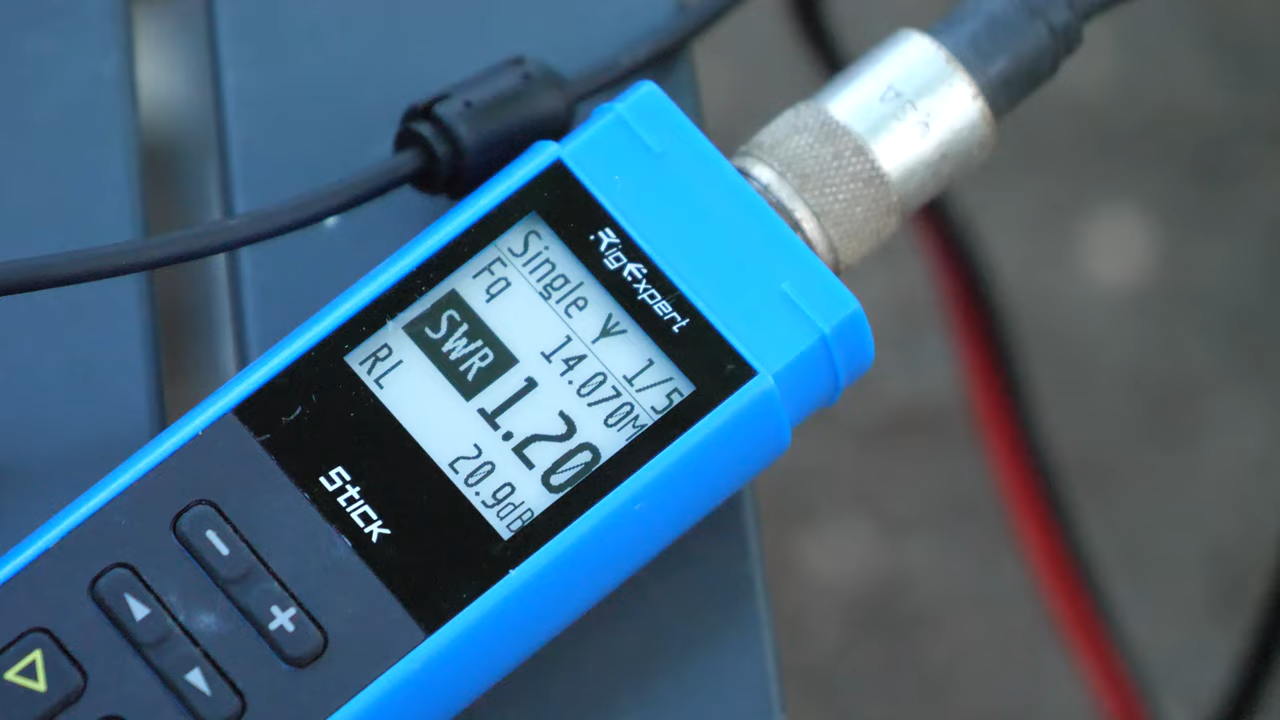 RigExpert
Single 1/5
Fq 14.070M
SWR 1.20
RL 20.9dB
Stick
- +